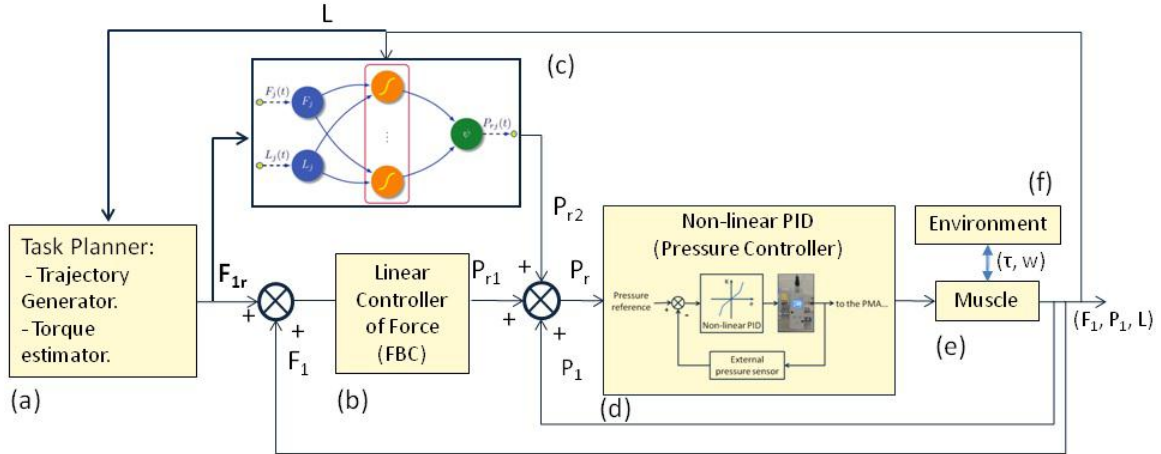 L
(c)
F_j(t)
F_j
P_rj(t)
ψ
L_j(t)
L_j
P_r2
(f)
Task Planner:
- Trajectory
Generator.
-Torque
estimator.
(a)
F_1r
+
+
F_1
Linear
Controller
of Force
(FBC)
(b)
P_r1
+
+
+
P_r
P_1
Non-linear PID
(Pressure Controller)
Pressure
reference
+
-
Non-linear PID
to the PMA...
External
pressure sensor
(d)
Environment
(τ, w)
Muscle
(e)
(F_1, P_1, L)